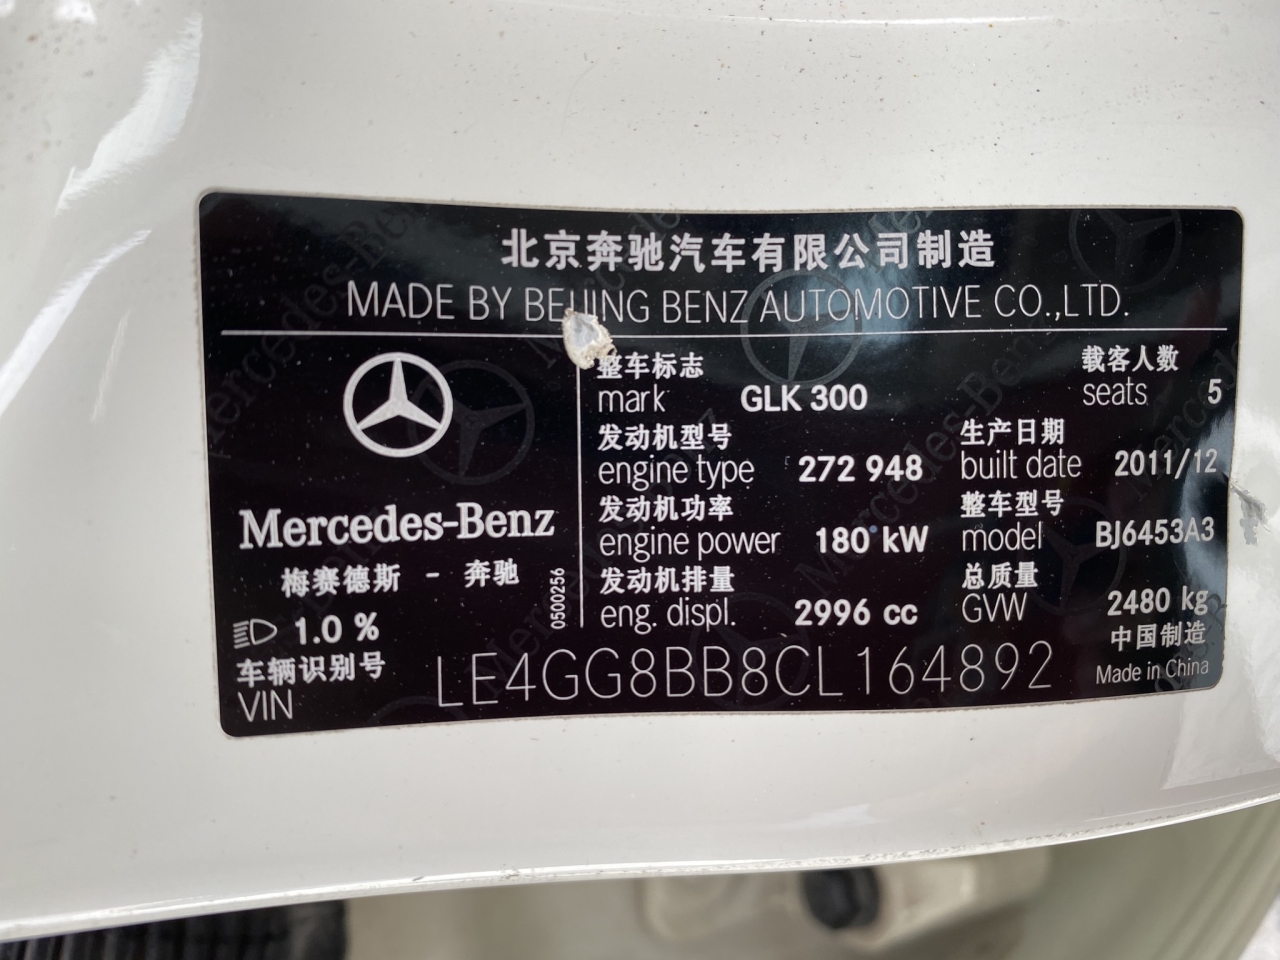 北京奔驰汽车有限公司制造
MADE BY BEIJING BENZ AUTOMOTIVE CO.,LTD.
Mercedes-Benz
梅赛德斯 - 奔驰
1.0 %
0500256
整车标志
mark GLK 300
载客人数
seats 5
发动机型号
engine type 272 948
生产日期
built date 2011/12
发动机功率
engine power 180 kW
整车型号
model BJ6453A3
发动机排量
eng. displ. 2996 cc
总质量
GVW 2480 kg
中国制造
Made in China
车辆识别号
VIN LE4GG8BB8CL164892